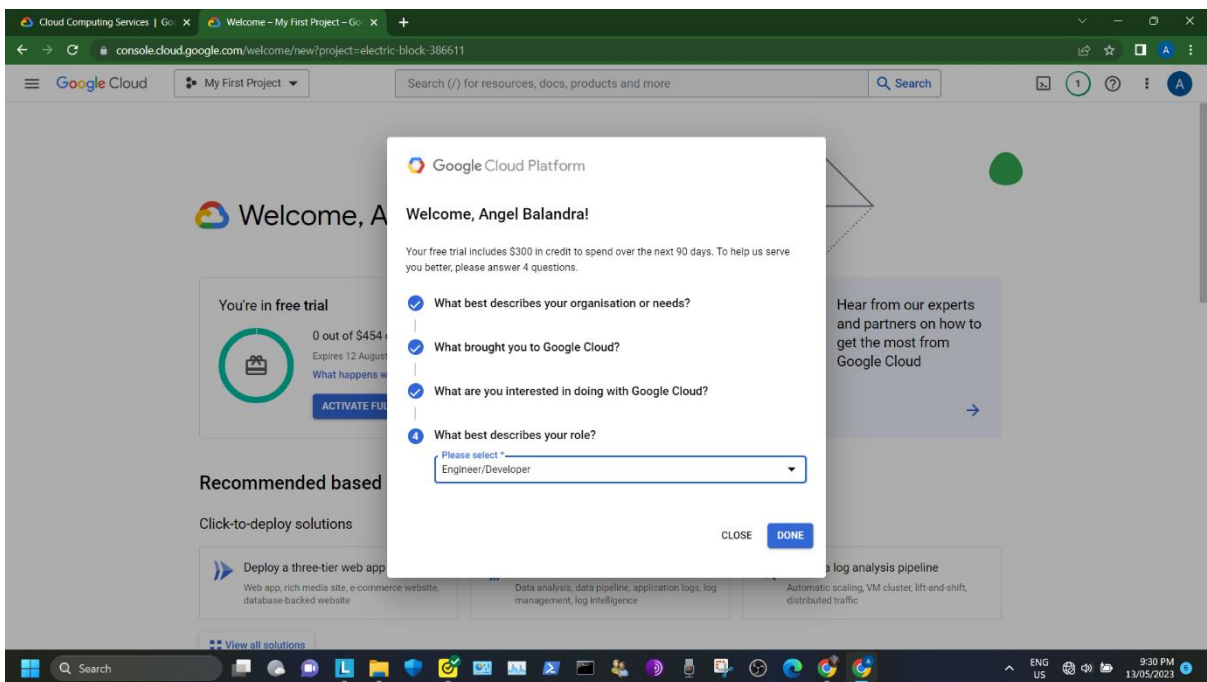 Cloud Computing Services | Go
Welcome – My First Project – Go
console.cloud.google.com/welcome/new?project=electric-block-386611
A
Google Cloud
My First Project
Search (/) for resources, docs, products and more
Search
1
A
Welcome, A
Google Cloud Platform
Welcome, Angel Balandra!
Your free trial includes $300 in credit to spend over the next 90 days. To help us serve
you better, please answer 4 questions.
What best describes your organisation or needs?
What brought you to Google Cloud?
What are you interested in doing with Google Cloud?
4 What best describes your role?
Please select *
Engineer/Developer
CLOSE
DONE
You're in free trial
0 out of $454
Expires 12 August
What happens w
ACTIVATE FUL
Hear from our experts
and partners on how to
get the most from
Google Cloud
Recommended based
Click-to-deploy solutions
Deploy a three-tier web app
Web app, rich media site, e-commerce website,
database-backed website
Data analysis, data pipeline, application logs, log
management, log intelligence
log analysis pipeline
Automatic scaling, VM cluster, lift-and-shift,
distributed traffic
View all solutions
Search
L
ENG
US
9:30 PM
13/05/2023
6